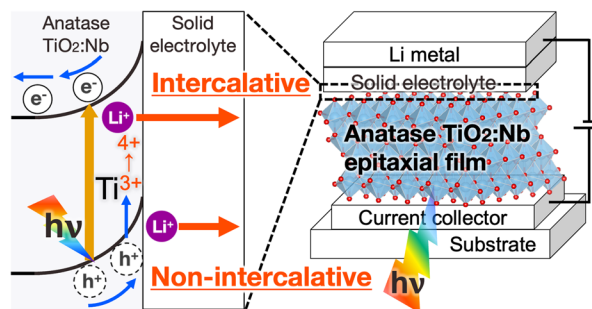 Anatase
TiO2:Nb
Solid
electrolyte
e-
e-
Intercalative
Li+
4+
↑
Ti3+
Li+
hν
h+
h+
Non-intercalative
Li metal
Solid electrolyte
Anatase TiO2:Nb
epitaxial film
Current collector
Substrate
hν